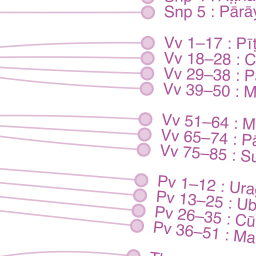 Snp 5 : Pārāy
Vv 1–17 : Pīṭ
Vv 18–28 : C
Vv 29–38 : P
Vv 39–50 : M
Vv 51–64 : M
Vv 65–74 : Pā
Vv 75–85 : Su
Pv 1–12 : Urag
Pv 13–25 : Ub
Pv 26–35 : Cū
Pv 36–51 : Ma